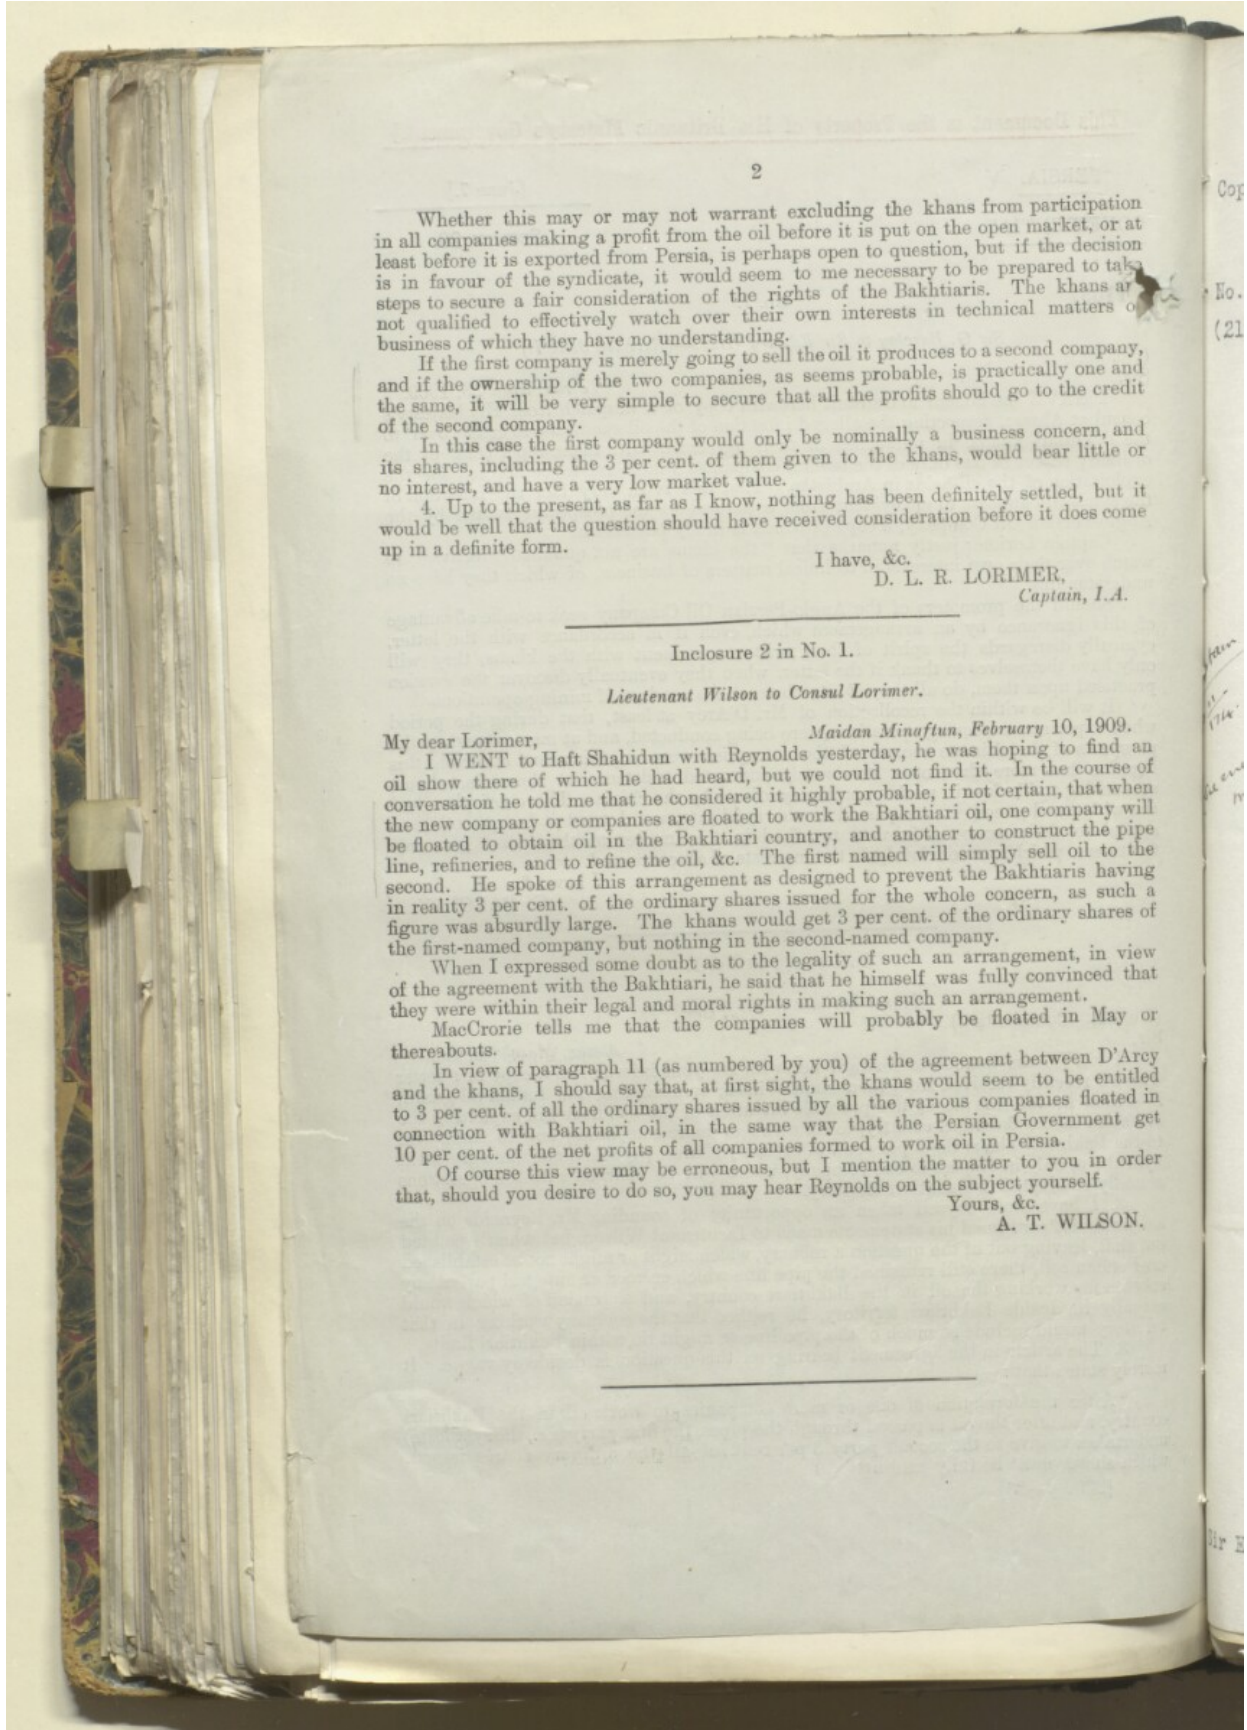 2
Whether this may or may not warrant excluding the khans from participation
in all companies making a profit from the oil before it is put on the open market, or at
least before it is exported from Persia, is perhaps open to question, but if the decision
is in favour of the syndicate, it would seem to me necessary to be prepared to take
steps to secure a fair consideration of the rights of the Bakhtiaris. The khans ar
not qualified to effectively watch over their own interests in technical matters o
business of which they have no understanding.
If the first company is merely going to sell the oil it produces to a second company,
and if the ownership of the two companies, as seems probable, is practically one and
the same, it will be very simple to secure that all the profits should go to the credit
of the second company.
In this case the first company would only be nominally a business concern, and
its shares, including the 3 per cent. of them given to the khans, would bear little or
no interest, and have a very low market value.
4. Up to the present, as far as I know, nothing has been definitely settled, but it
would be well that the question should have received consideration before it does come
up in a definite form.
I have, &c.
D. L. R. LORIMER,
Captain, I.A.
Inclosure 2 in No. 1.
Lieutenant Wilson to Consul Lorimer.
My dear Lorimer, Maidan Minaftun, February 10, 1909.
I WENT to Haft Shahidun with Reynolds yesterday, he was hoping to find an
oil show there of which he had heard, but we could not find it. In the course of
conversation he told me that he considered it highly probable, if not certain, that when
the new company or companies are floated to work the Bakhtiari oil, one company will
be floated to obtain oil in the Bakhtiari country, and another to construct the pipe
line, refineries, and to refine the oil, &c. The first named will simply sell oil to the
second. He spoke of this arrangement as designed to prevent the Bakhtiaris having
in reality 3 per cent. of the ordinary shares issued for the whole concern, as such a
figure was absurdly large. The khans would get 3 per cent. of the ordinary shares of
the first-named company, but nothing in the second-named company.
When I expressed some doubt as to the legality of such an arrangement, in view
of the agreement with the Bakhtiari, he said that he himself was fully convinced that
they were within their legal and moral rights in making such an arrangement.
MacCrorie tells me that the companies will probably be floated in May or
thereabouts.
In view of paragraph 11 (as numbered by you) of the agreement between D'Arcy
and the khans, I should say that, at first sight, the khans would seem to be entitled
to 3 per cent. of all the ordinary shares issued by all the various companies floated in
connection with Bakhtiari oil, in the same way that the Persian Government get
10 per cent. of the net profits of all companies formed to work oil in Persia.
Of course this view may be erroneous, but I mention the matter to you in order
that, should you desire to do so, you may hear Reynolds on the subject yourself.
Yours, &c.
A. T. WILSON.
Cop
No.
(21
Sir E